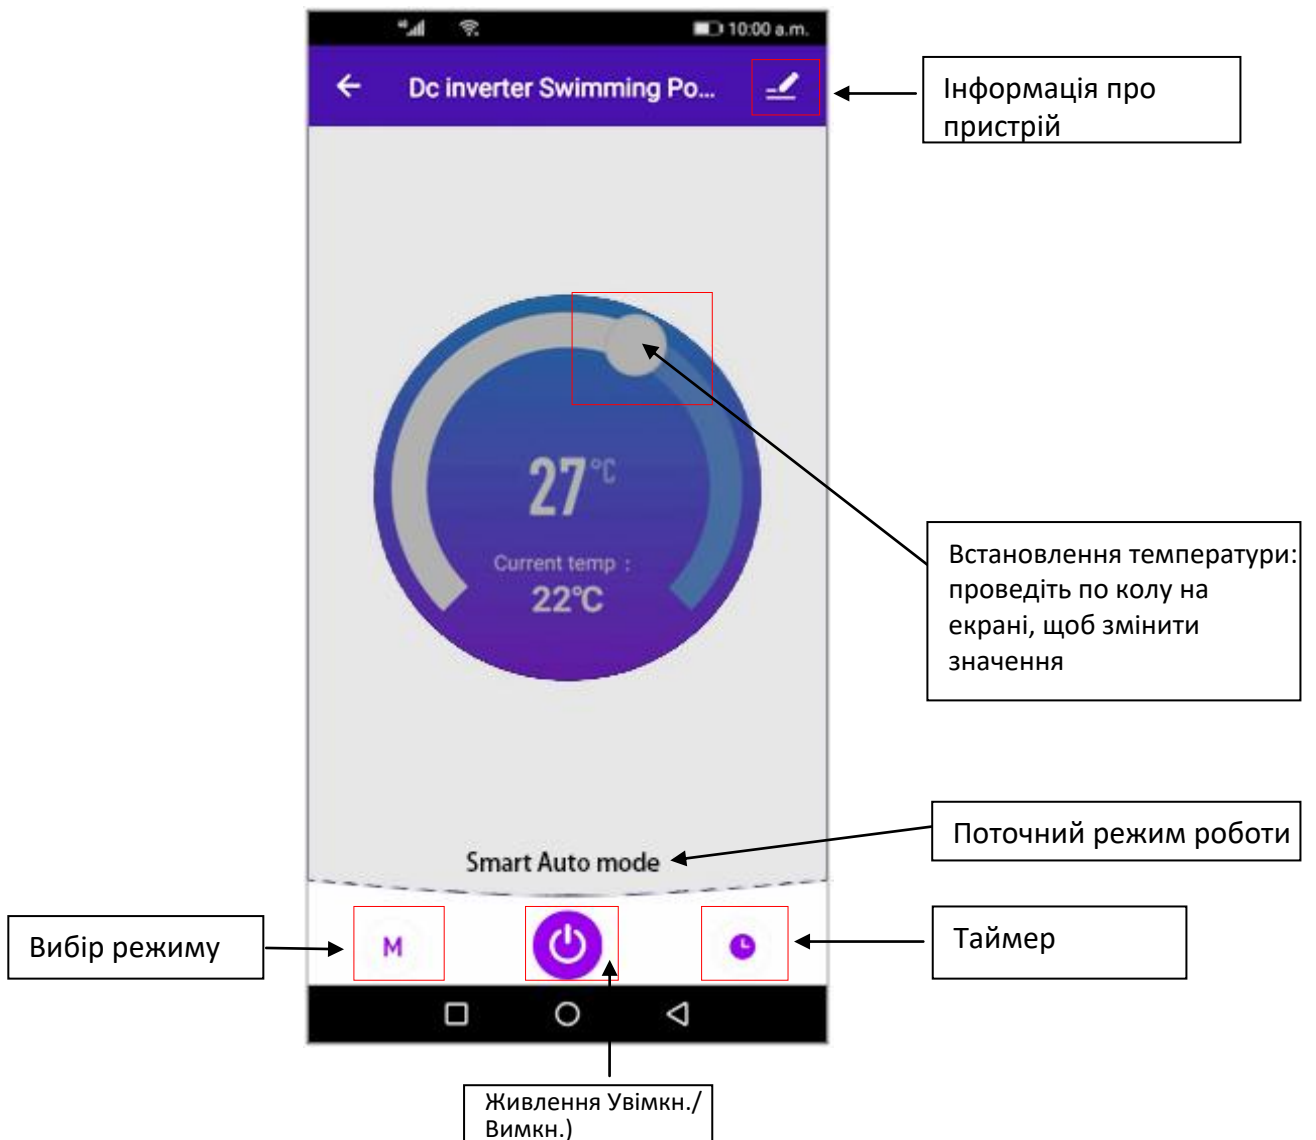 10:00 a.m.
Dc inverter Swimming Po...
Інформація про
пристрій
27°C
Current temp :
22°C
Встановлення температури:
проведіть по колу на
екрані, щоб змінити
значення
Поточний режим роботи
Smart Auto mode
Вибір режиму
M
Таймер
Живлення Увімкн./
Вимкн.)